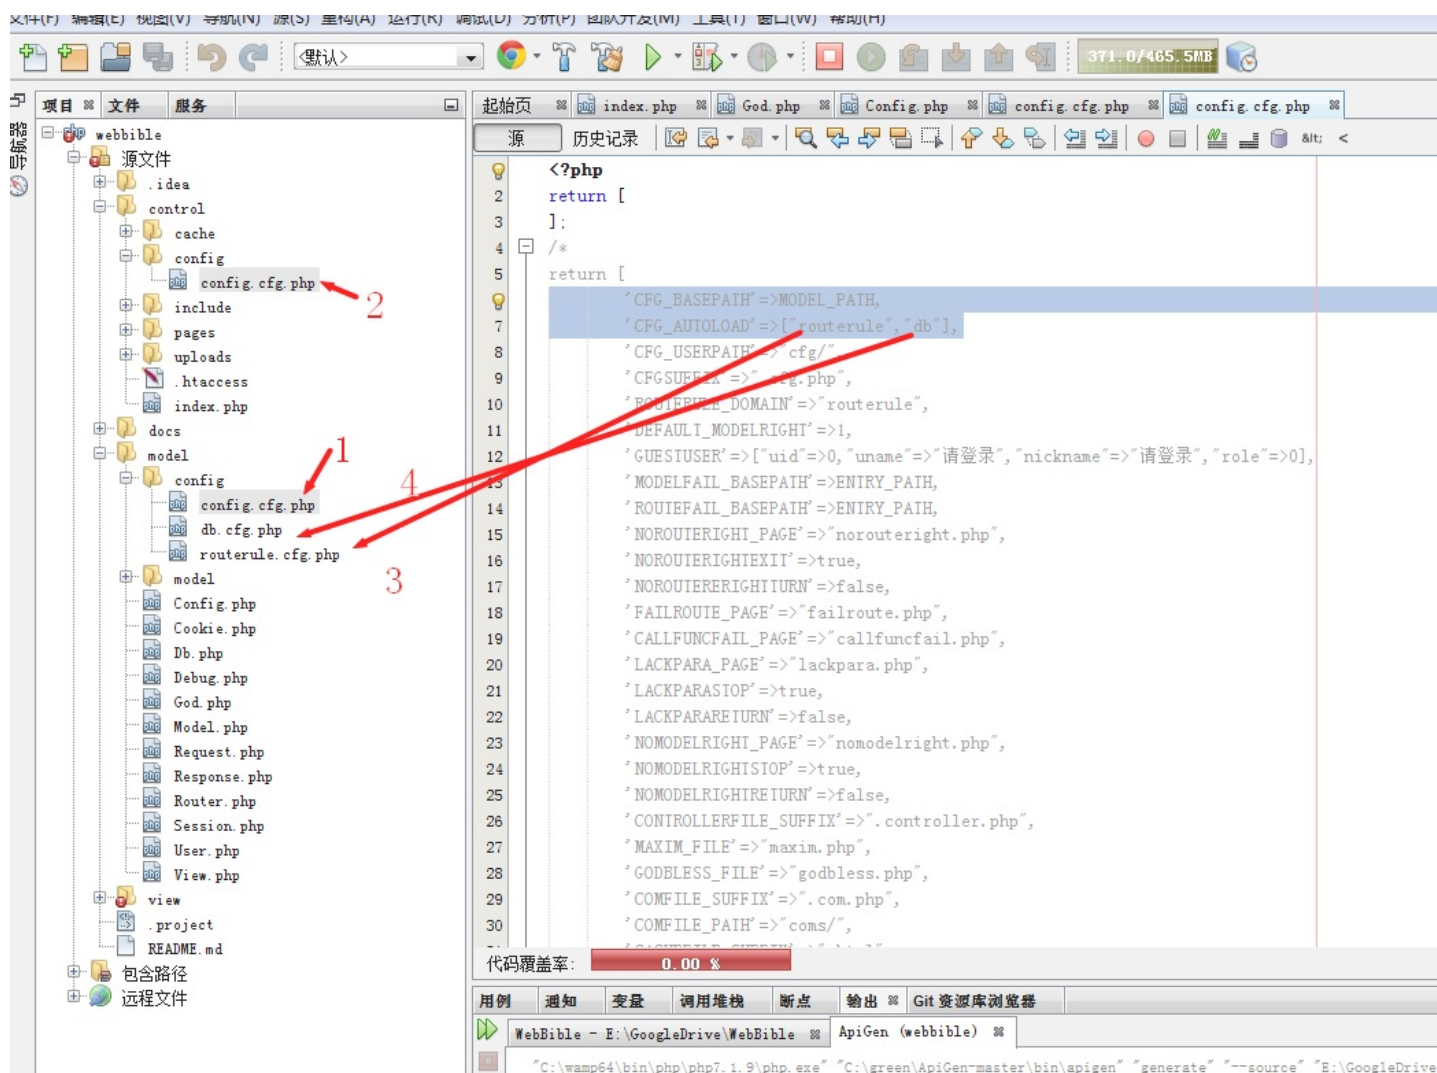 文件(F) 编辑(E) 视图(V) 导航(N) 源(S) 重构(A) 运行(R) 调试(D) 分析(P) 团队开发(M) 工具(T) 窗口(W) 帮助(H)
<默认>
371.0/465.5MB
项目 文件 服务
webbible
源文件
.idea
control
cache
config
config.cfg.php
2
include
pages
uploads
.htaccess
index.php
docs
model
1
config
config.cfg.php
4
db.cfg.php
routerule.cfg.php
3
model
Config.php
Cookie.php
Db.php
Debug.php
God.php
Model.php
Request.php
Response.php
Router.php
Session.php
User.php
View.php
view
.project
README.md
包含路径
远程文件
起始页 index.php God.php Config.php config.cfg.php config.cfg.php
源 历史记录 &lt; <
<?php
2 return [
3 ];
4 /*
5 return [
'CFG_BASEPATH'=>MODEL_PATH,
7 'CFG_AUTOLOAD'=>["routerule","db"],
8 'CFG_USERPATH'=>"cfg/",
9 'CFGSUFFIX'=>".cfg.php",
10 'ROUTERULE_DOMAIN'=>"routerule",
11 'DEFAULT_MODELRIGHT'=>1,
12 'GUESTUSER'=>["uid"=>0,"uname"=>"请登录","nickname"=>"请登录","role"=>0],
13 'MODELFAIL_BASEPATH'=>ENTRY_PATH,
14 'ROUTEFAIL_BASEPATH'=>ENTRY_PATH,
15 'NOROUTERIGHT_PAGE'=>"norouteright.php",
16 'NOROUTERIGHTEXIT'=>true,
17 'NOROUTERERIGHTTURN'=>false,
18 'FAILROUTE_PAGE'=>"failroute.php",
19 'CALLFUNCFAIL_PAGE'=>"callfuncfail.php",
20 'LACKPARA_PAGE'=>"lackpara.php",
21 'LACKPARASTOP'=>true,
22 'LACKPARARETURN'=>false,
23 'NOMODELRIGHT_PAGE'=>"nomodelright.php",
24 'NOMODELRIGHTSTOP'=>true,
25 'NOMODELRIGHTRETURN'=>false,
26 'CONTROLLERFILE_SUFFIX'=>".controller.php",
27 'MAXIM_FILE'=>"maxim.php",
28 'GODBLESS_FILE'=>"godbless.php",
29 'COMFILE_SUFFIX'=>".com.php",
30 'COMFILE_PATH'=>"coms/",
代码覆盖率: 0.00 %
用例 通知 变量 调用堆栈 断点 输出 Git 资源库浏览器
WebBible - E:\GoogleDrive\WebBible ApiGen (webbible)
"C:\wamp64\bin\php\php7.1.9\php.exe" "C:\green\ApiGen-master\bin\apigen" "generate" "--source" "E:\GoogleDrive